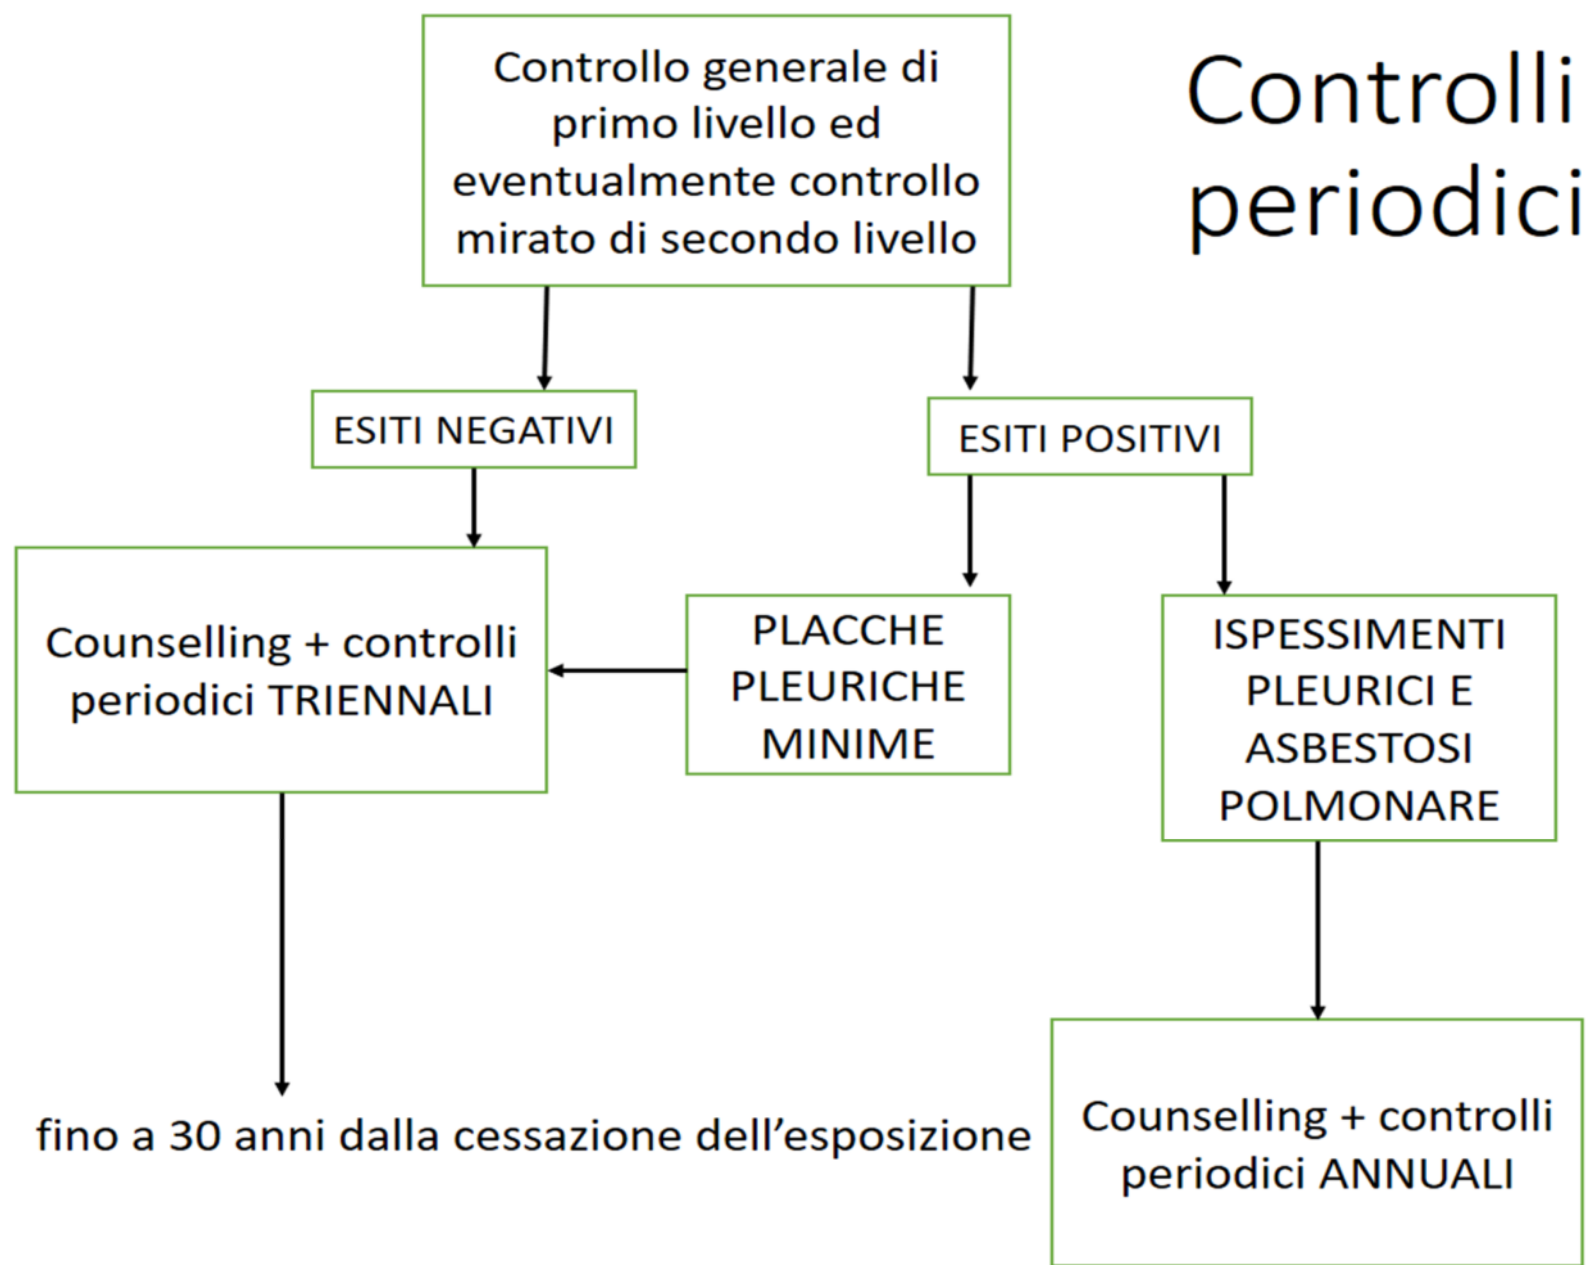 Controlli
periodici
Controllo generale di
primo livello ed
eventualmente controllo
mirato di secondo livello
ESITI NEGATIVI
ESITI POSITIVI
Counselling + controlli
periodici TRIENNALI
PLACCHE
PLEURICHE
MINIME
ISPESSIMENTI
PLEURICI E
ASBESTOSI
POLMONARE
fino a 30 anni dalla cessazione dell’esposizione
Counselling + controlli
periodici ANNUALI